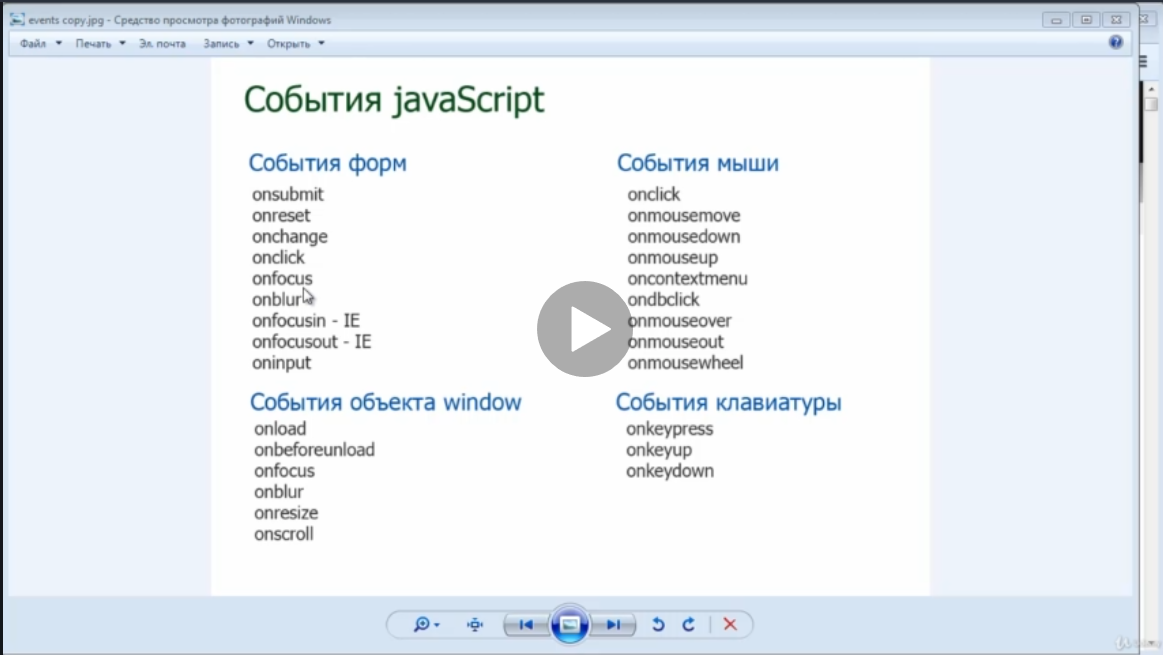 events copy.jpg - Средство просмотра фотографий Windows
Файл Печать Эл. почта Запись Открыть
События javaScript
События форм
onsubmit
onreset
onchange
onclick
onfocus
onblur
onfocusin - IE
onfocusout - IE
oninput
События мыши
onclick
onmousemove
onmousedown
onmouseup
oncontextmenu
ondbclick
onmouseover
onmouseout
onmousewheel
События объекта window
onload
onbeforeunload
onfocus
onblur
onresize
onscroll
События клавиатуры
onkeypress
onkeyup
onkeydown